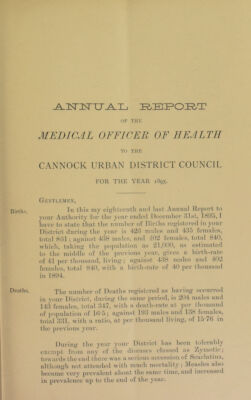 ANNUAL REPORT
OF THE
MEDICAL OFFICER OF HEALTH
TO THE
CANNOCK URBAN DISTRICT COUNCIL
FOR THE YEAR 1895.
GENTLEMEN,
Births.
In this my eighteenth and last Annual Report to
your Authority for the year ended December 31st, 1895, I
have to state that the number of Births registered in your
District during the year is 426 males and 435 females,
total 861; against 438 males, and 402 females, total 840,
which, taking the population as 21,000, as estimated
to the middle of the previous year, gives a birth-rate
of 41 per thousand, living; against 438 males and 402
females, total 840, with a birth-rate of 40 per thousand
in 1894.
Deaths.
The number of Deaths registered as having occurred
in your District, during the same period, is 204 males and
143 females, total 347, with a death-rate at per thousand
of population of 16·5; against 193 males and 138 females,
total 331, with a ratio, at per thousand living, of 15·76 in
the previous year.
During the year your District has been tolerably
exempt from any of the diseases classed as Zymotic;
towards the end there was a serious accession of Scarlatina,
although not attended with much mortality; Measles also
became very prevalent about the same time, and increased
in prevalence up to the end of the year.